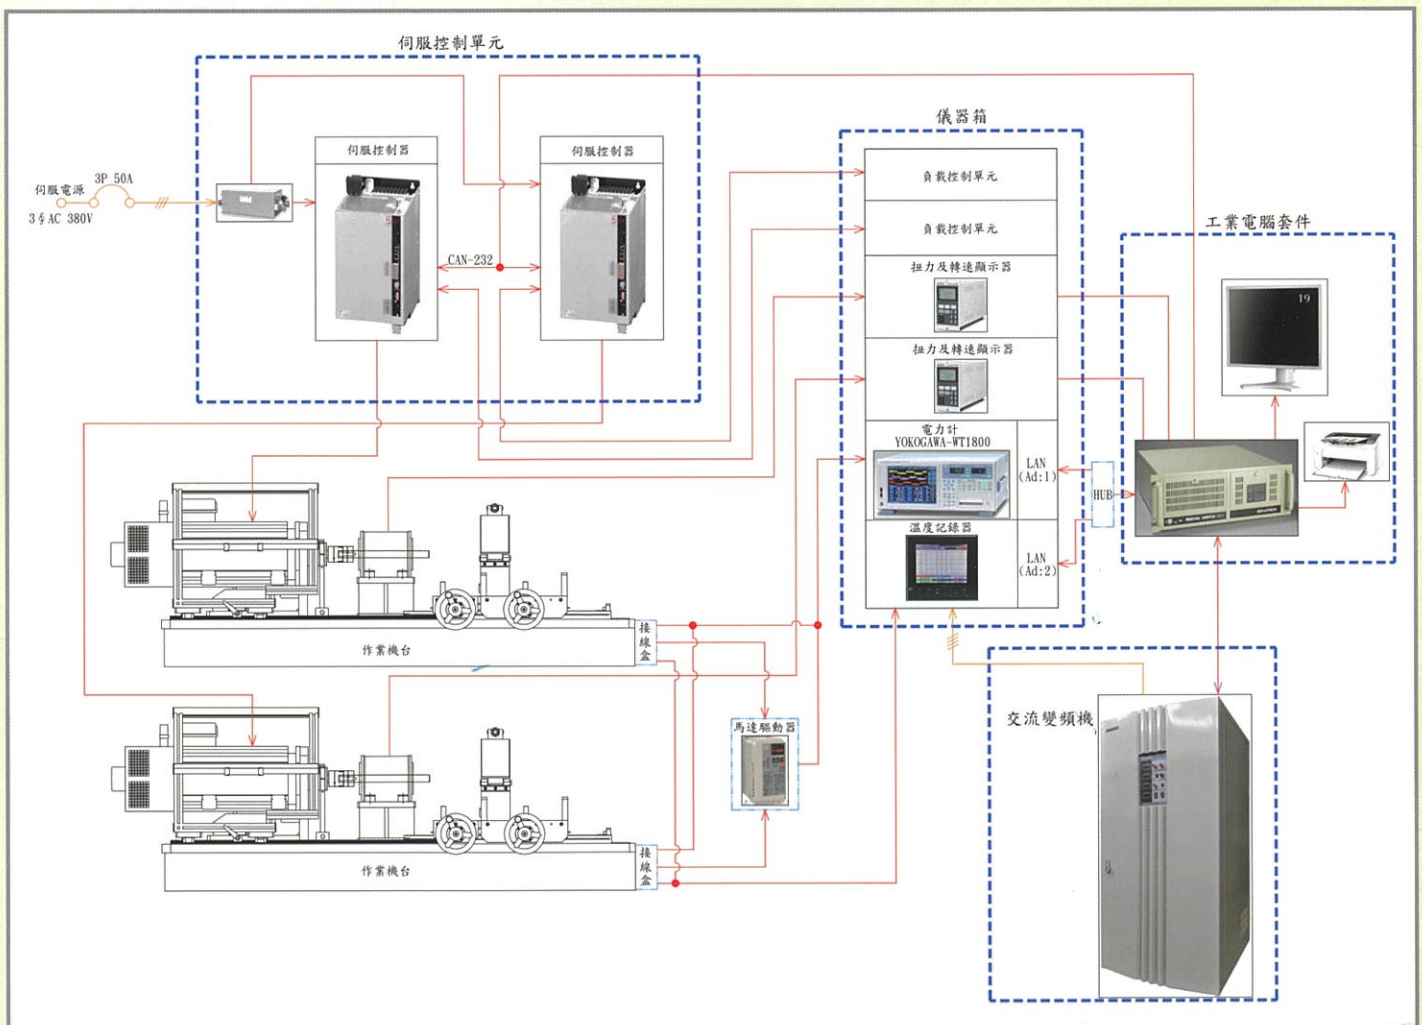 伺服控制單元
伺服控制器
伺服控制器
伺服電源
3P 50A
3∮AC 380V
CAN-232
儀器箱
負載控制單元
負載控制單元
扭力及轉速顯示器
扭力及轉速顯示器
電力計
YOKOGAWA-WT1800
LAN
(Ad:1)
溫度記錄器
LAN
(Ad:2)
HUB
工業電腦套件
19
作業機台
接線盒
作業機台
接線盒
馬達驅動器
交流變頻機